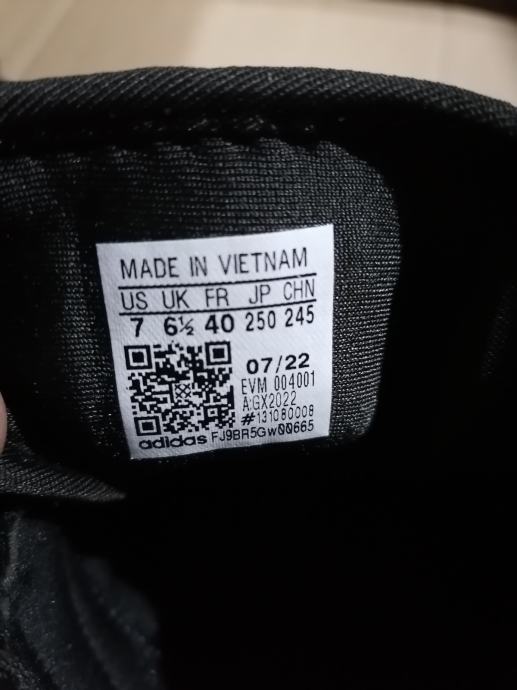 MADE IN VIETNAM
US UK FR JP CHN
7 6½ 40 250 245
07/22
EVM 004001
A:GX2022
#131080008
adidas FJ9BR5GW00665